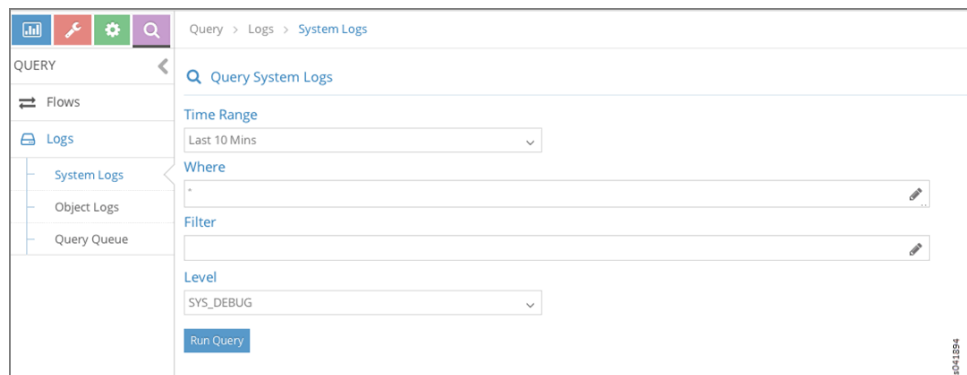 Query > Logs > System Logs
QUERY
Flows
Logs
System Logs
Object Logs
Query Queue
Query System Logs
Time Range
Last 10 Mins
Where
Filter
Level
SYS_DEBUG
Run Query
s041894